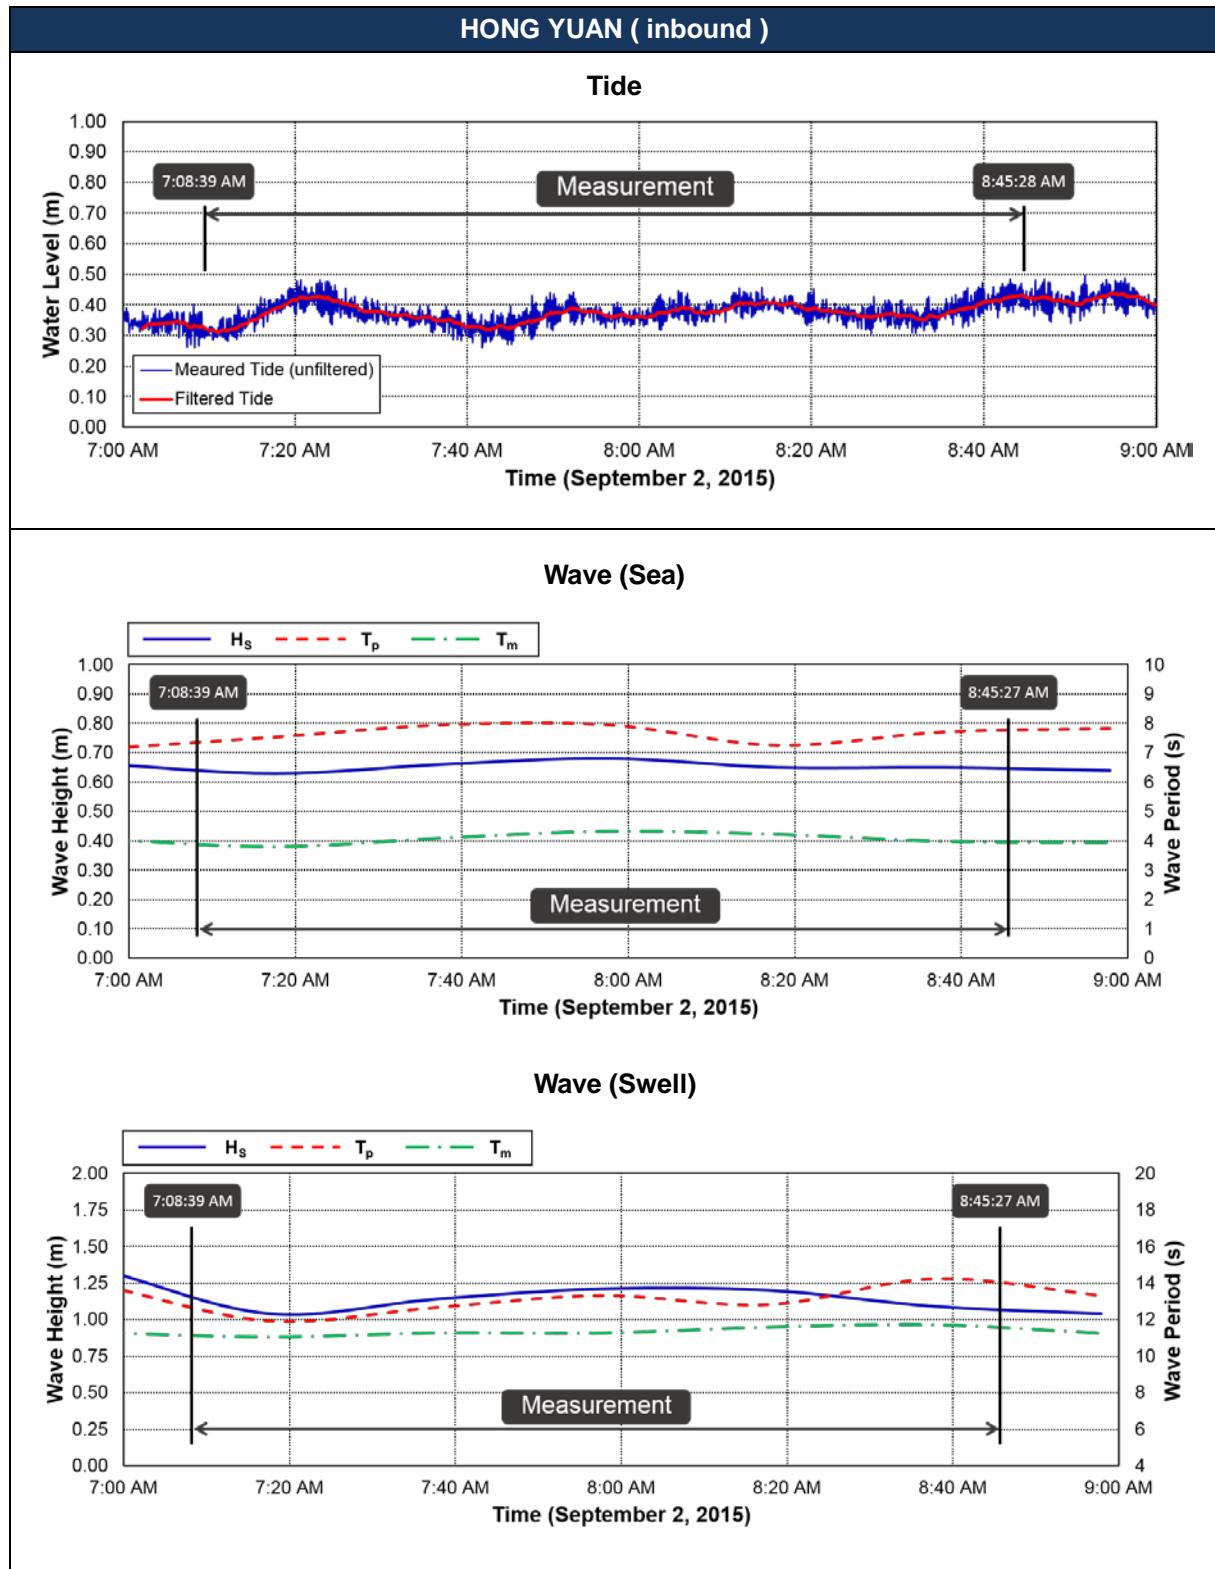 HONG YUAN ( inbound )
Tide
1.00
0.90
0.80
0.70
0.60
0.50
0.40
0.30
0.20
0.10
0.00
Water Level (m)
7:08:39 AM
Measurement
8:45:28 AM
Meaured Tide (unfiltered)
Filtered Tide
7:00 AM 7:20 AM 7:40 AM 8:00 AM 8:20 AM 8:40 AM 9:00 AM
Time (September 2, 2015)
Wave (Sea)
Hs Tp Tm
1.00
0.90
0.80
0.70
0.60
0.50
0.40
0.30
0.20
0.10
0.00
Wave Height (m)
7:08:39 AM
8:45:27 AM
Measurement
10
9
8
7
6
5
4
3
2
1
0
Wave Period (s)
7:00 AM 7:20 AM 7:40 AM 8:00 AM 8:20 AM 8:40 AM 9:00 AM
Time (September 2, 2015)
Wave (Swell)
Hs Tp Tm
2.00
1.75
1.50
1.25
1.00
0.75
0.50
0.25
0.00
Wave Height (m)
7:08:39 AM
8:45:27 AM
Measurement
20
18
16
14
12
10
8
6
4
Wave Period (s)
7:00 AM 7:20 AM 7:40 AM 8:00 AM 8:20 AM 8:40 AM 9:00 AM
Time (September 2, 2015)